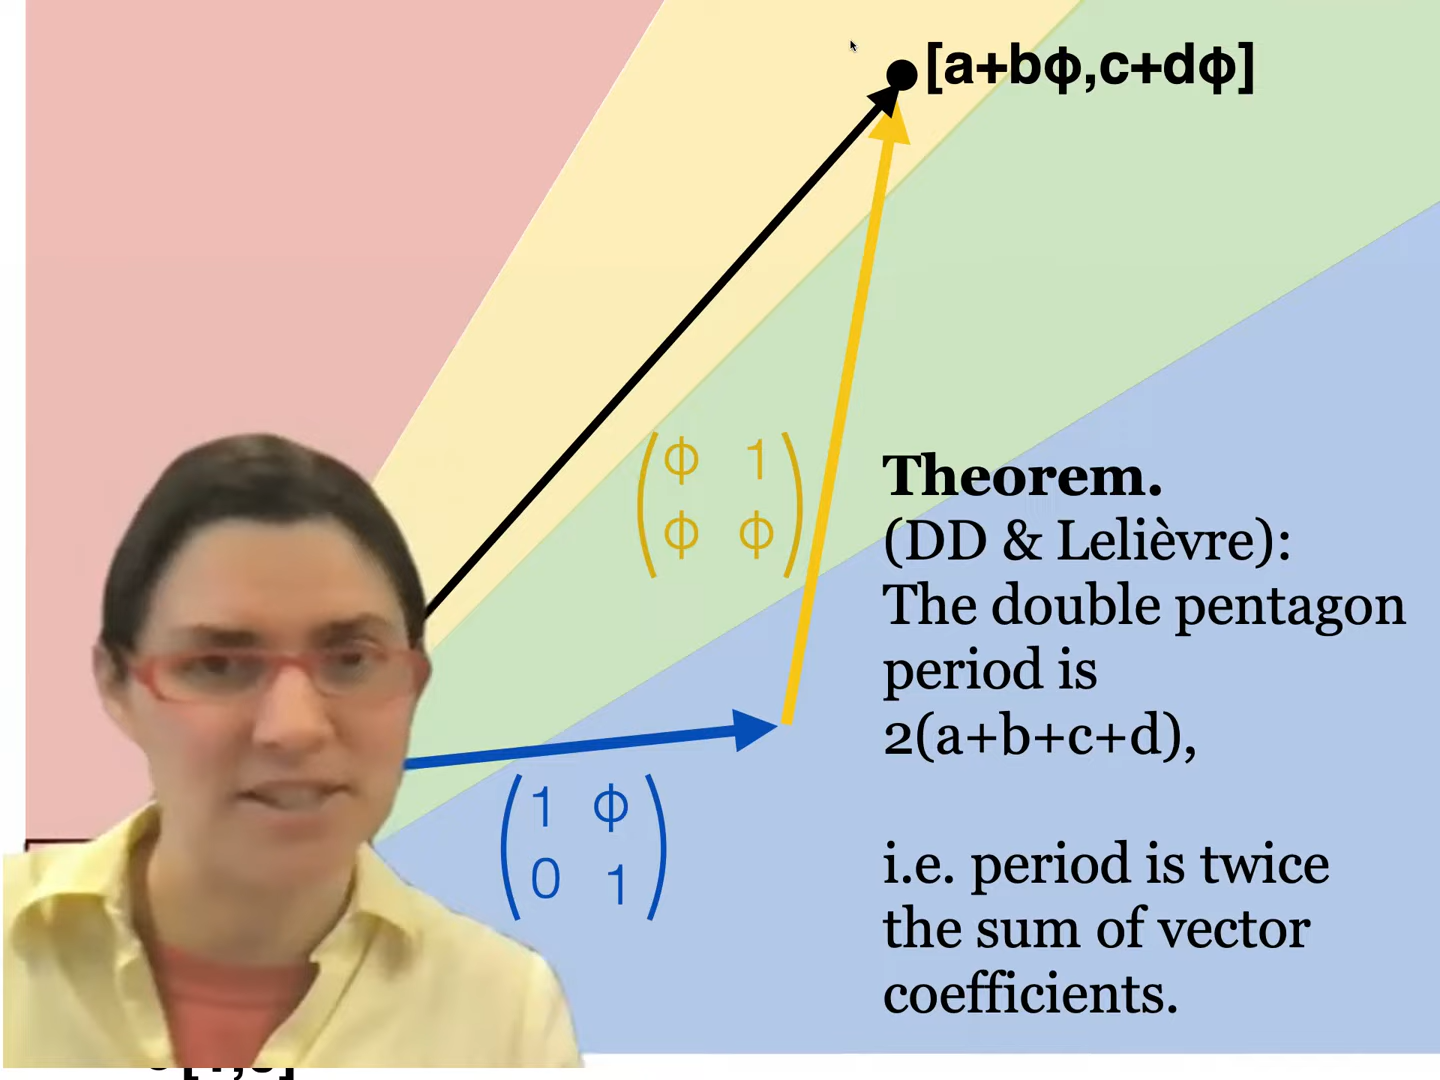 [a+bϕ,c+dϕ]
ϕ 1
ϕ ϕ
Theorem.
(DD & Lelièvre):
The double pentagon
period is
2(a+b+c+d),
1 ϕ
0 1
i.e. period is twice
the sum of vector
coefficients.